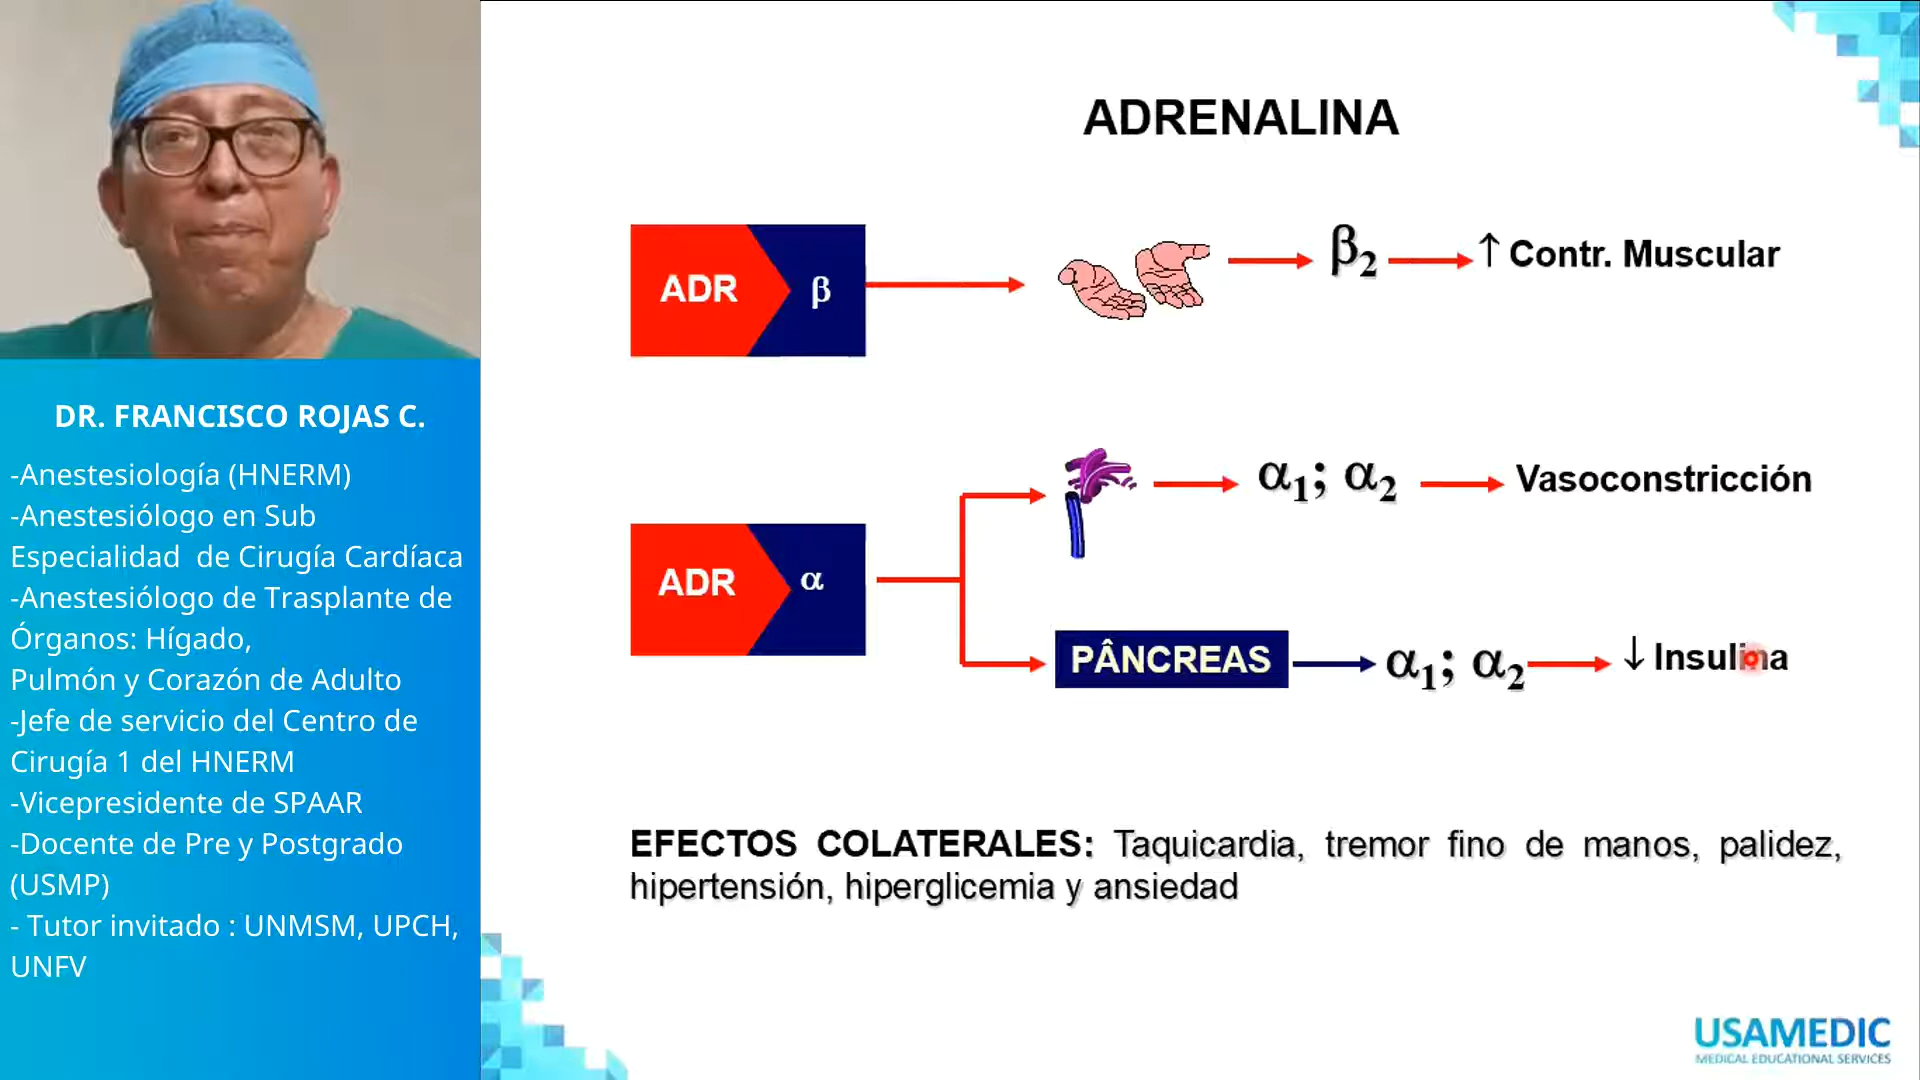 DR. FRANCISCO ROJAS C.
-Anestesiología (HNERM)
-Anestesiólogo en Sub
Especialidad de Cirugía Cardíaca
-Anestesiólogo de Trasplante de
Órganos: Hígado,
Pulmón y Corazón de Adulto
-Jefe de servicio del Centro de
Cirugía 1 del HNERM
-Vicepresidente de SPAAR
-Docente de Pre y Postgrado
(USMP)
- Tutor invitado : UNMSM, UPCH,
UNFV
ADRENALINA
ADR β β₂ ↑ Contr. Muscular
α₁; α₂ Vasoconstricción
ADR α
PÂNCREAS α₁; α₂ ↓ Insulina
EFECTOS COLATERALES: Taquicardia, tremor fino de manos, palidez,
hipertensión, hiperglicemia y ansiedad
USAMEDIC
MEDICAL EDUCATIONAL SERVICES